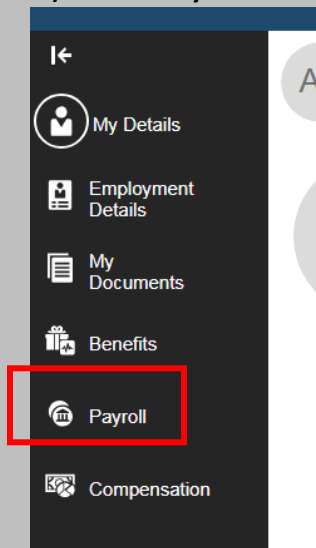 My Details
A
Employment
Details
My
Documents
Benefits
Payroll
Compensation